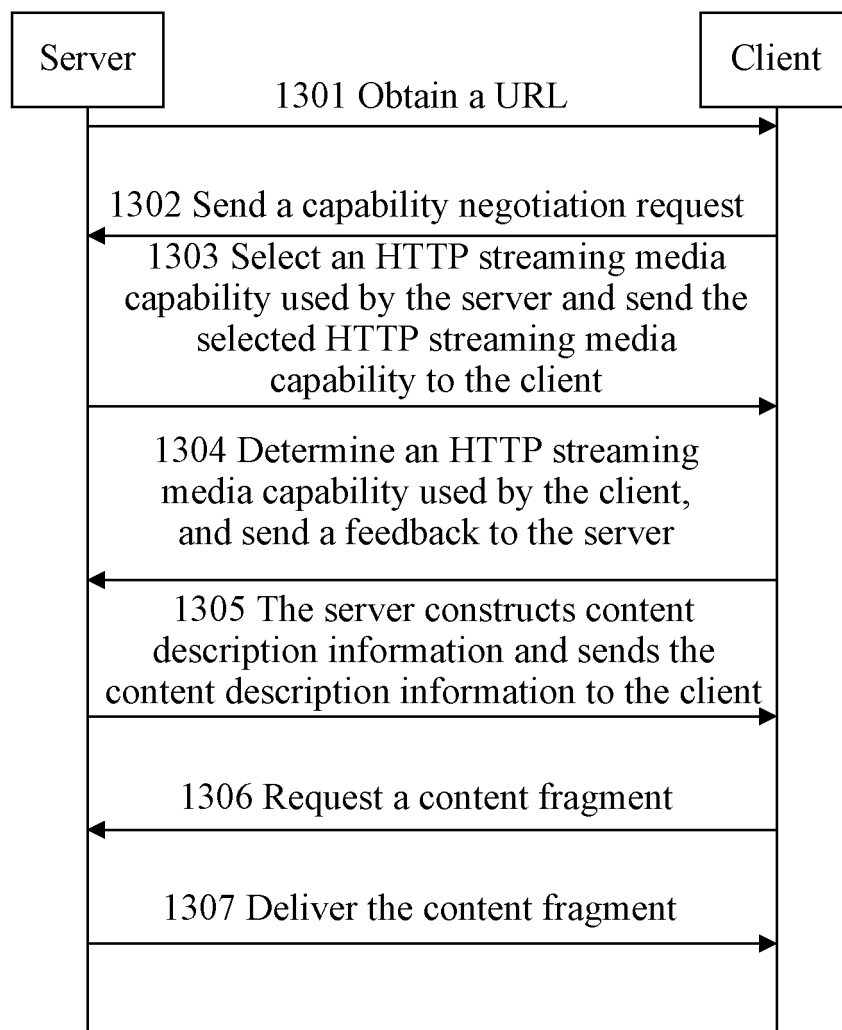 Server
Client
1301 Obtain a URL
1302 Send a capability negotiation request
1303 Select an HTTP streaming media
capability used by the server and send the
selected HTTP streaming media
capability to the client
1304 Determine an HTTP streaming
media capability used by the client,
and send a feedback to the server
1305 The server constructs content
description information and sends the
content description information to the client
1306 Request a content fragment
1307 Deliver the content fragment